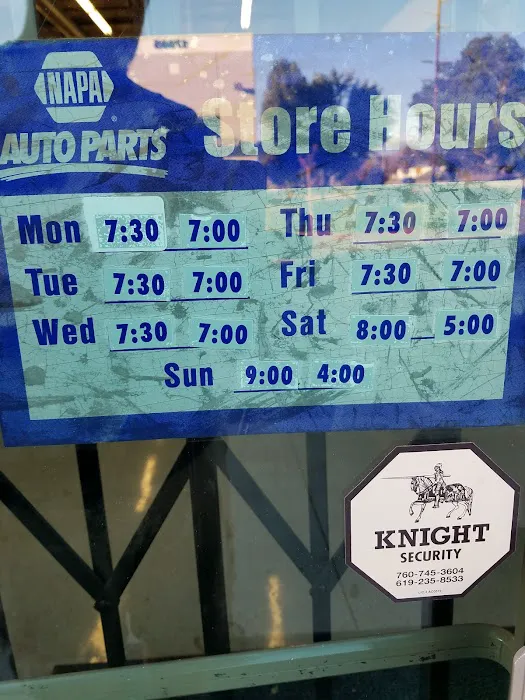 NAPA
AUTO PARTS
Store Hours
Mon 7:30 7:00
Tue 7:30 7:00
Wed 7:30 7:00
Thu 7:30 7:00
Fri 7:30 7:00
Sat 8:00 5:00
Sun 9:00 4:00
KNIGHT
SECURITY
760-745-3604
619-235-8533